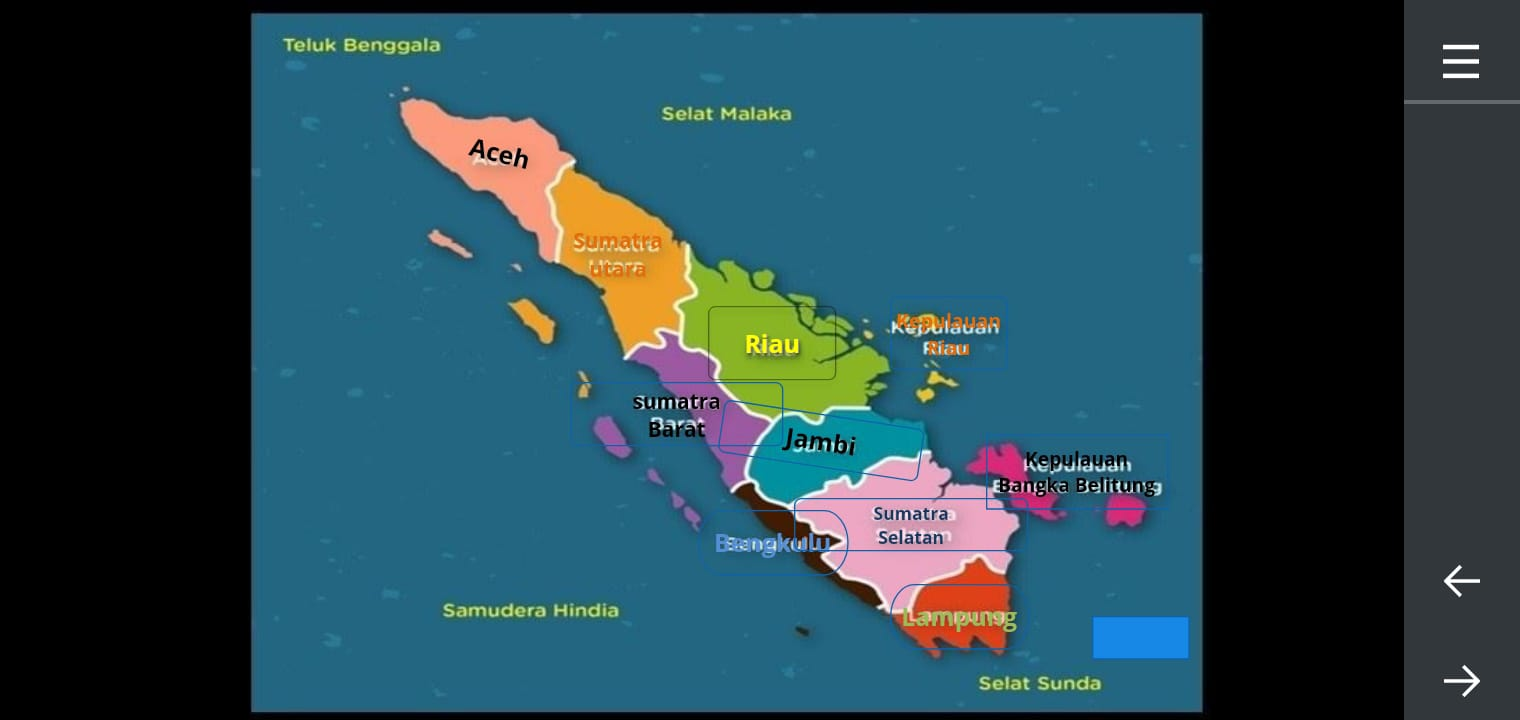 Teluk Benggala
Selat Malaka
Aceh
Sumatra
utara
Kepulauan
Riau
Riau
sumatra
Barat
Jambi
Kepulauan
Bangka Belitung
Sumatra
Selatan
Bengkulu
Samudera Hindia
Lampung
Selat Sunda